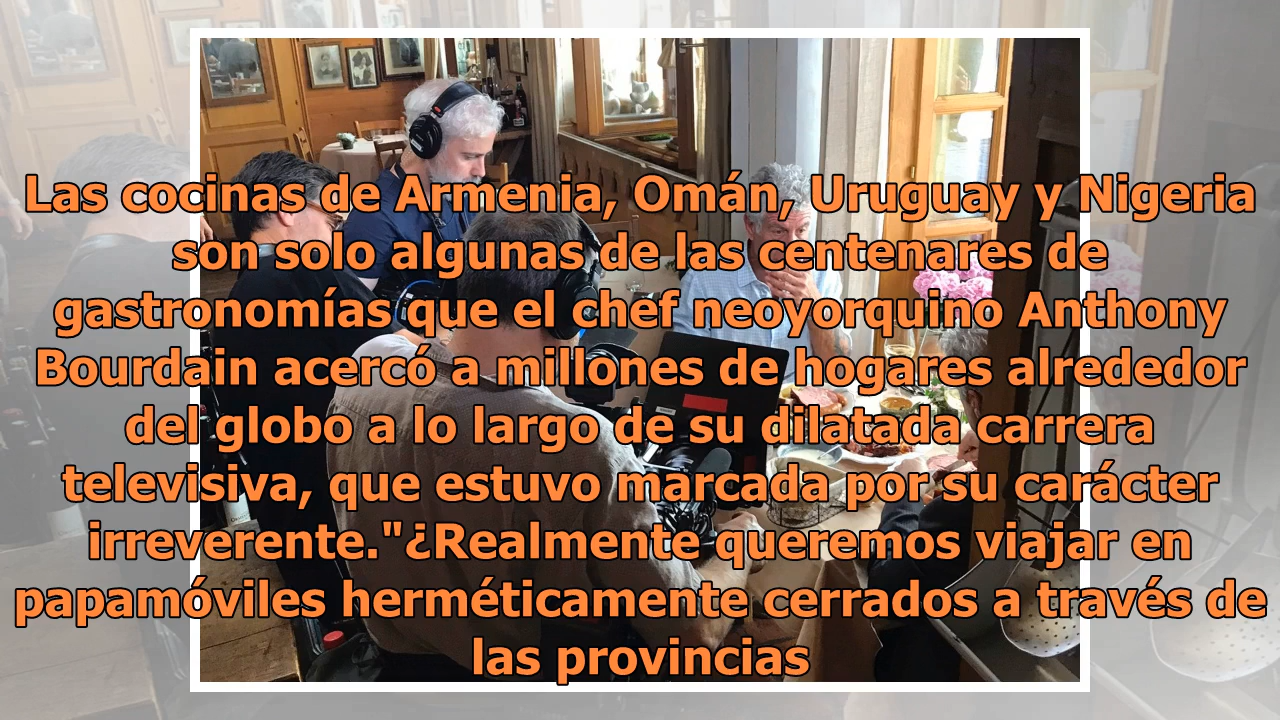 Las cocinas de Armenia, Omán, Uruguay y Nigeria
son solo algunas de las centenares de
gastronomías que el chef neoyorquino Anthony
Bourdain acercó a millones de hogares alrededor
del globo a lo largo de su dilatada carrera
televisiva, que estuvo marcada por su carácter
irreverente."¿Realmente queremos viajar en
papamóviles herméticamente cerrados a través de
las provincias